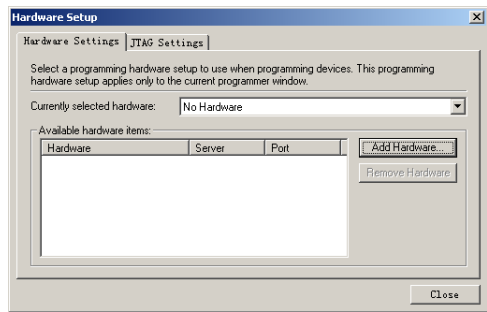 Hardware Setup
Hardware Settings JTAG Settings
Select a programming hardware setup to use when programming devices. This programming
hardware setup applies only to the current programmer window.
Currently selected hardware: No Hardware
Available hardware items:
Hardware Server Port Add Hardware...
Remove Hardware
Close